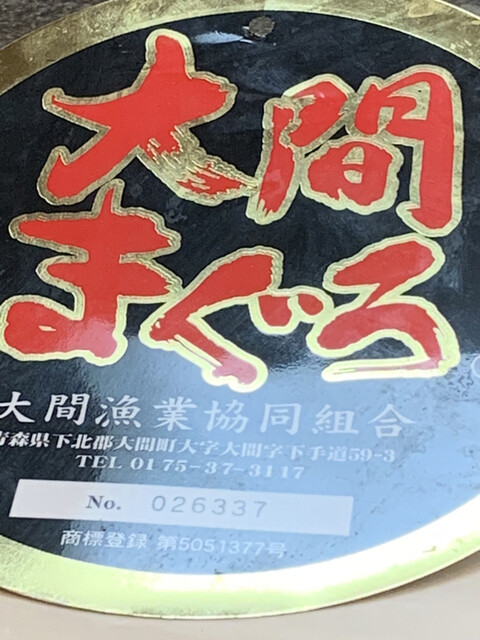 大間
まぐろ
大間漁業協同組合
青森県下北郡大間町大字大間字下手道59-3
TEL 0175-37-3117
No. 026337
商標登録 第5051377号